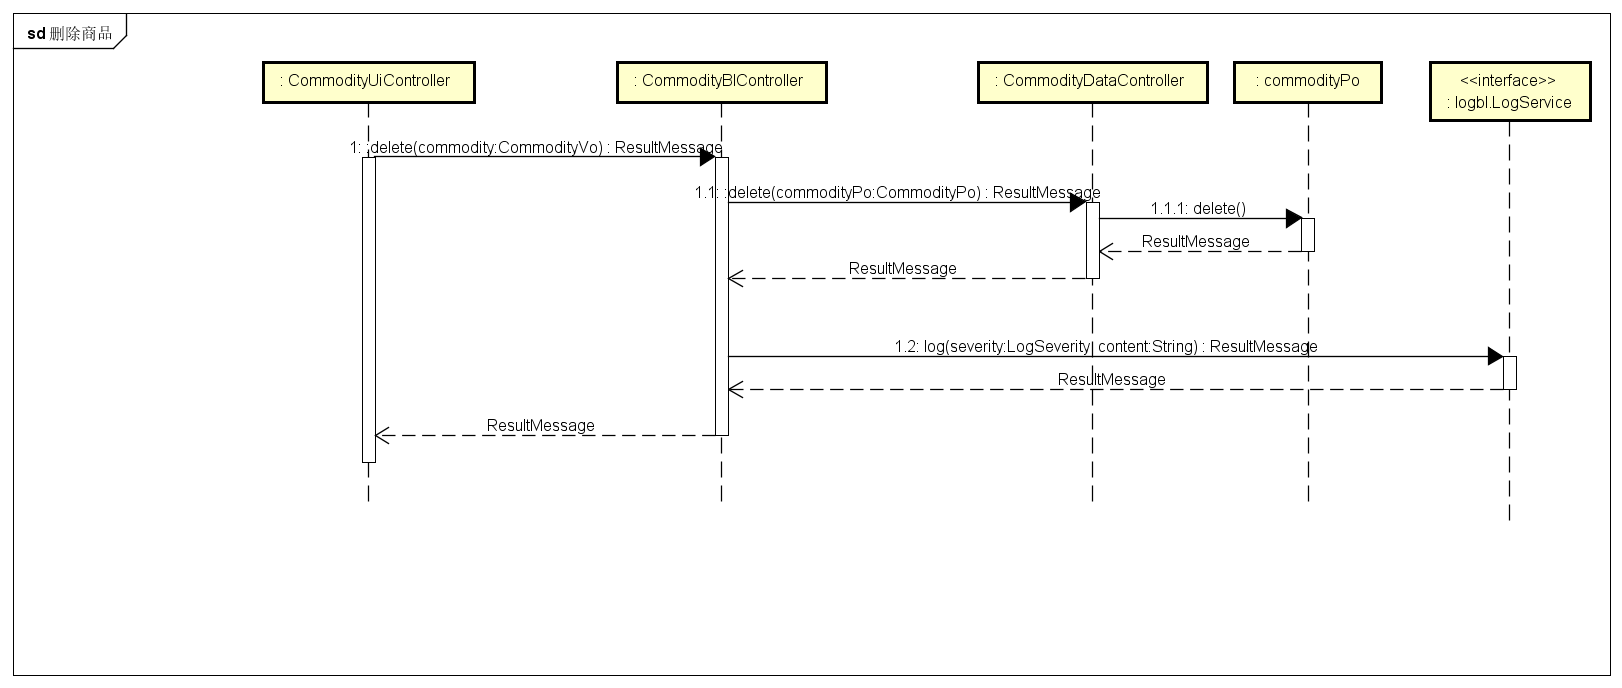 sd 删除商品
: CommodityUiController
: CommodityBlController
: CommodityDataController
: commodityPo
<<interface>>
: logbl.LogService
1: :delete(commodity:CommodityVo) : ResultMessage
1.1: :delete(commodityPo:CommodityPo) : ResultMessage
1.1.1: delete()
ResultMessage
ResultMessage
1.2: log(severity:LogSeverity, content:String) : ResultMessage
ResultMessage
ResultMessage